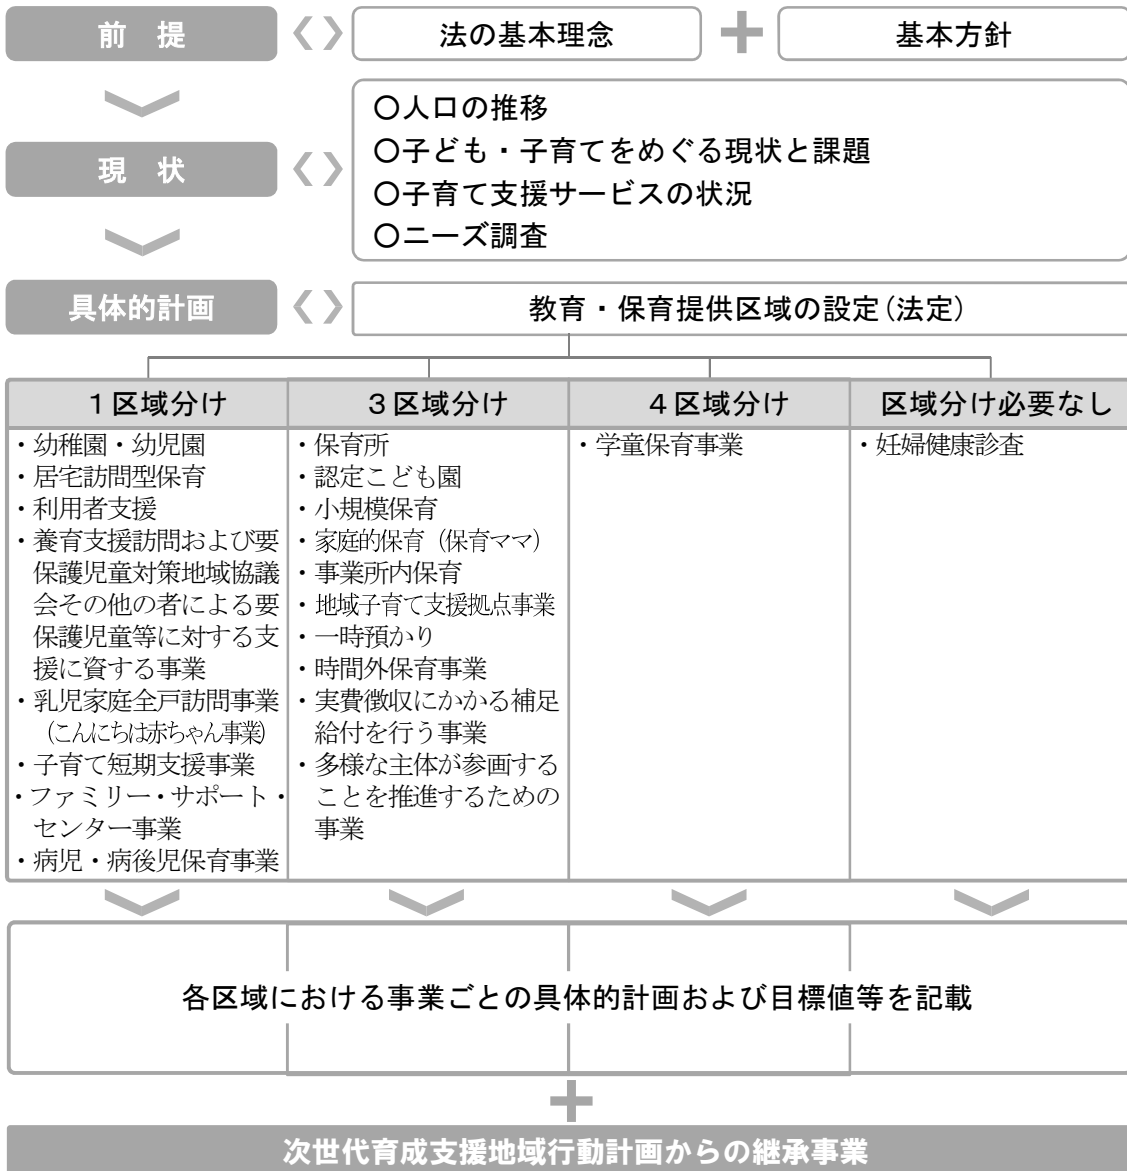 前　提
法の基本理念
基本方針
現　状
〇人口の推移
〇子ども・子育てをめぐる現状と課題
〇子育て支援サービスの状況
〇ニーズ調査
具体的計画
教育・保育提供区域の設定(法定)
１区域分け
・幼稚園・幼児園
・居宅訪問型保育
・利用者支援
・養育支援訪問および要
保護児童対策地域協議
会その他の者による要
保護児童等に対する支
援に資する事業
・乳児家庭全戸訪問事業
（こんにちは赤ちゃん事業）
・子育て短期支援事業
・ファミリー・サポート・
センター事業
・病児・病後児保育事業
３区域分け
・保育所
・認定こども園
・小規模保育
・家庭的保育（保育ママ）
・事業所内保育
・地域子育て支援拠点事業
・一時預かり
・時間外保育事業
・実費徴収にかかる補足
給付を行う事業
・多様な主体が参画する
ことを推進するための
事業
４区域分け
・学童保育事業
区域分け必要なし
・妊婦健康診査
各区域における事業ごとの具体的計画および目標値等を記載
次世代育成支援地域行動計画からの継承事業